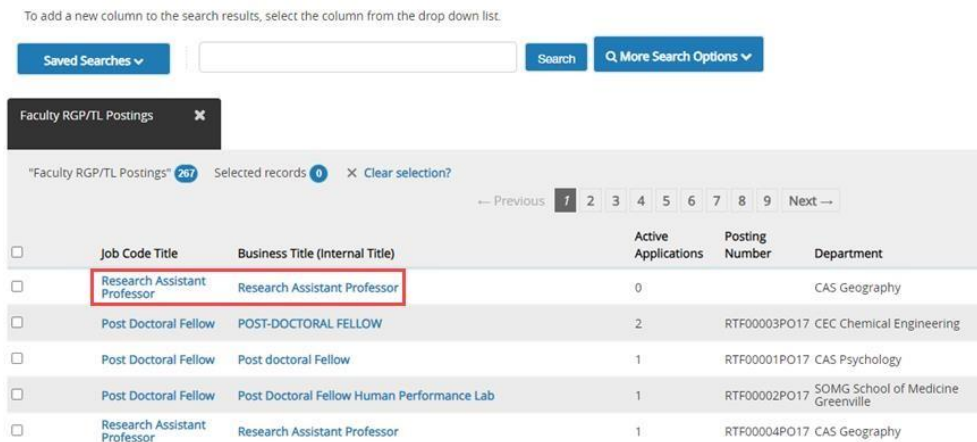 To add a new column to the search results, select the column from the drop down list.
Saved Searches
Search
More Search Options
Faculty RGP/TL Postings ✖
"Faculty RGP/TL Postings" 267 Selected records 0 ✕ Clear selection?
← Previous 1 2 3 4 5 6 7 8 9 Next →
Job Code Title Business Title (Internal Title) Active Applications Posting Number Department
Research Assistant Professor Research Assistant Professor 0 CAS Geography
Post Doctoral Fellow POST-DOCTORAL FELLOW 2 RTF00003PO17 CEC Chemical Engineering
Post Doctoral Fellow Post doctoral Fellow 1 RTF00001PO17 CAS Psychology
Post Doctoral Fellow Post Doctoral Fellow Human Performance Lab 1 RTF00002PO17 SOMG School of Medicine Greenville
Research Assistant Professor Research Assistant Professor 1 RTF00004PO17 CAS Geography